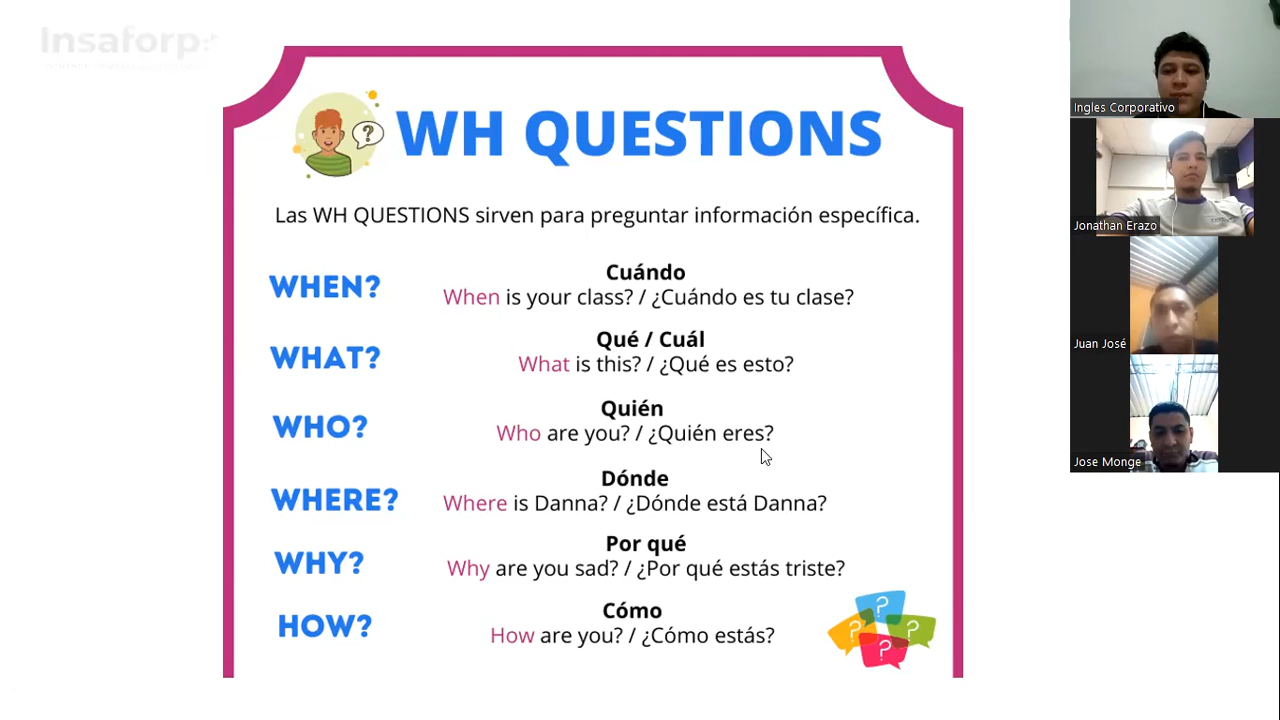 Insaforp
WH QUESTIONS
?
Las WH QUESTIONS sirven para preguntar información específica.
WHEN?
Cuándo
When is your class? / ¿Cuándo es tu clase?
WHAT?
Qué / Cuál
What is this? / ¿Qué es esto?
WHO?
Quién
Who are you? / ¿Quién eres?
WHERE?
Dónde
Where is Danna? / ¿Dónde está Danna?
WHY?
Por qué
Why are you sad? / ¿Por qué estás triste?
HOW?
Cómo
How are you? / ¿Cómo estás?
? ? ? ?
Ingles Corporativo
Jonathan Erazo
Juan José
Jose Monge